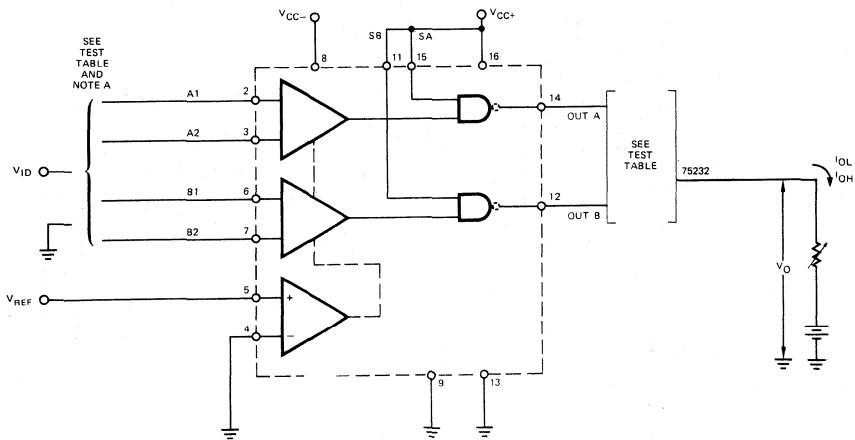 VCC−
VCC+
SB
SA
SEE
TEST
TABLE
AND
NOTE A
8
11
15
16
A1
2
14
OUT A
A2
3
SEE
TEST
TABLE
75232
IOL
IOH
VID
B1
6
12
OUT B
B2
7
VO
VREF
5
+
4
−
9
13